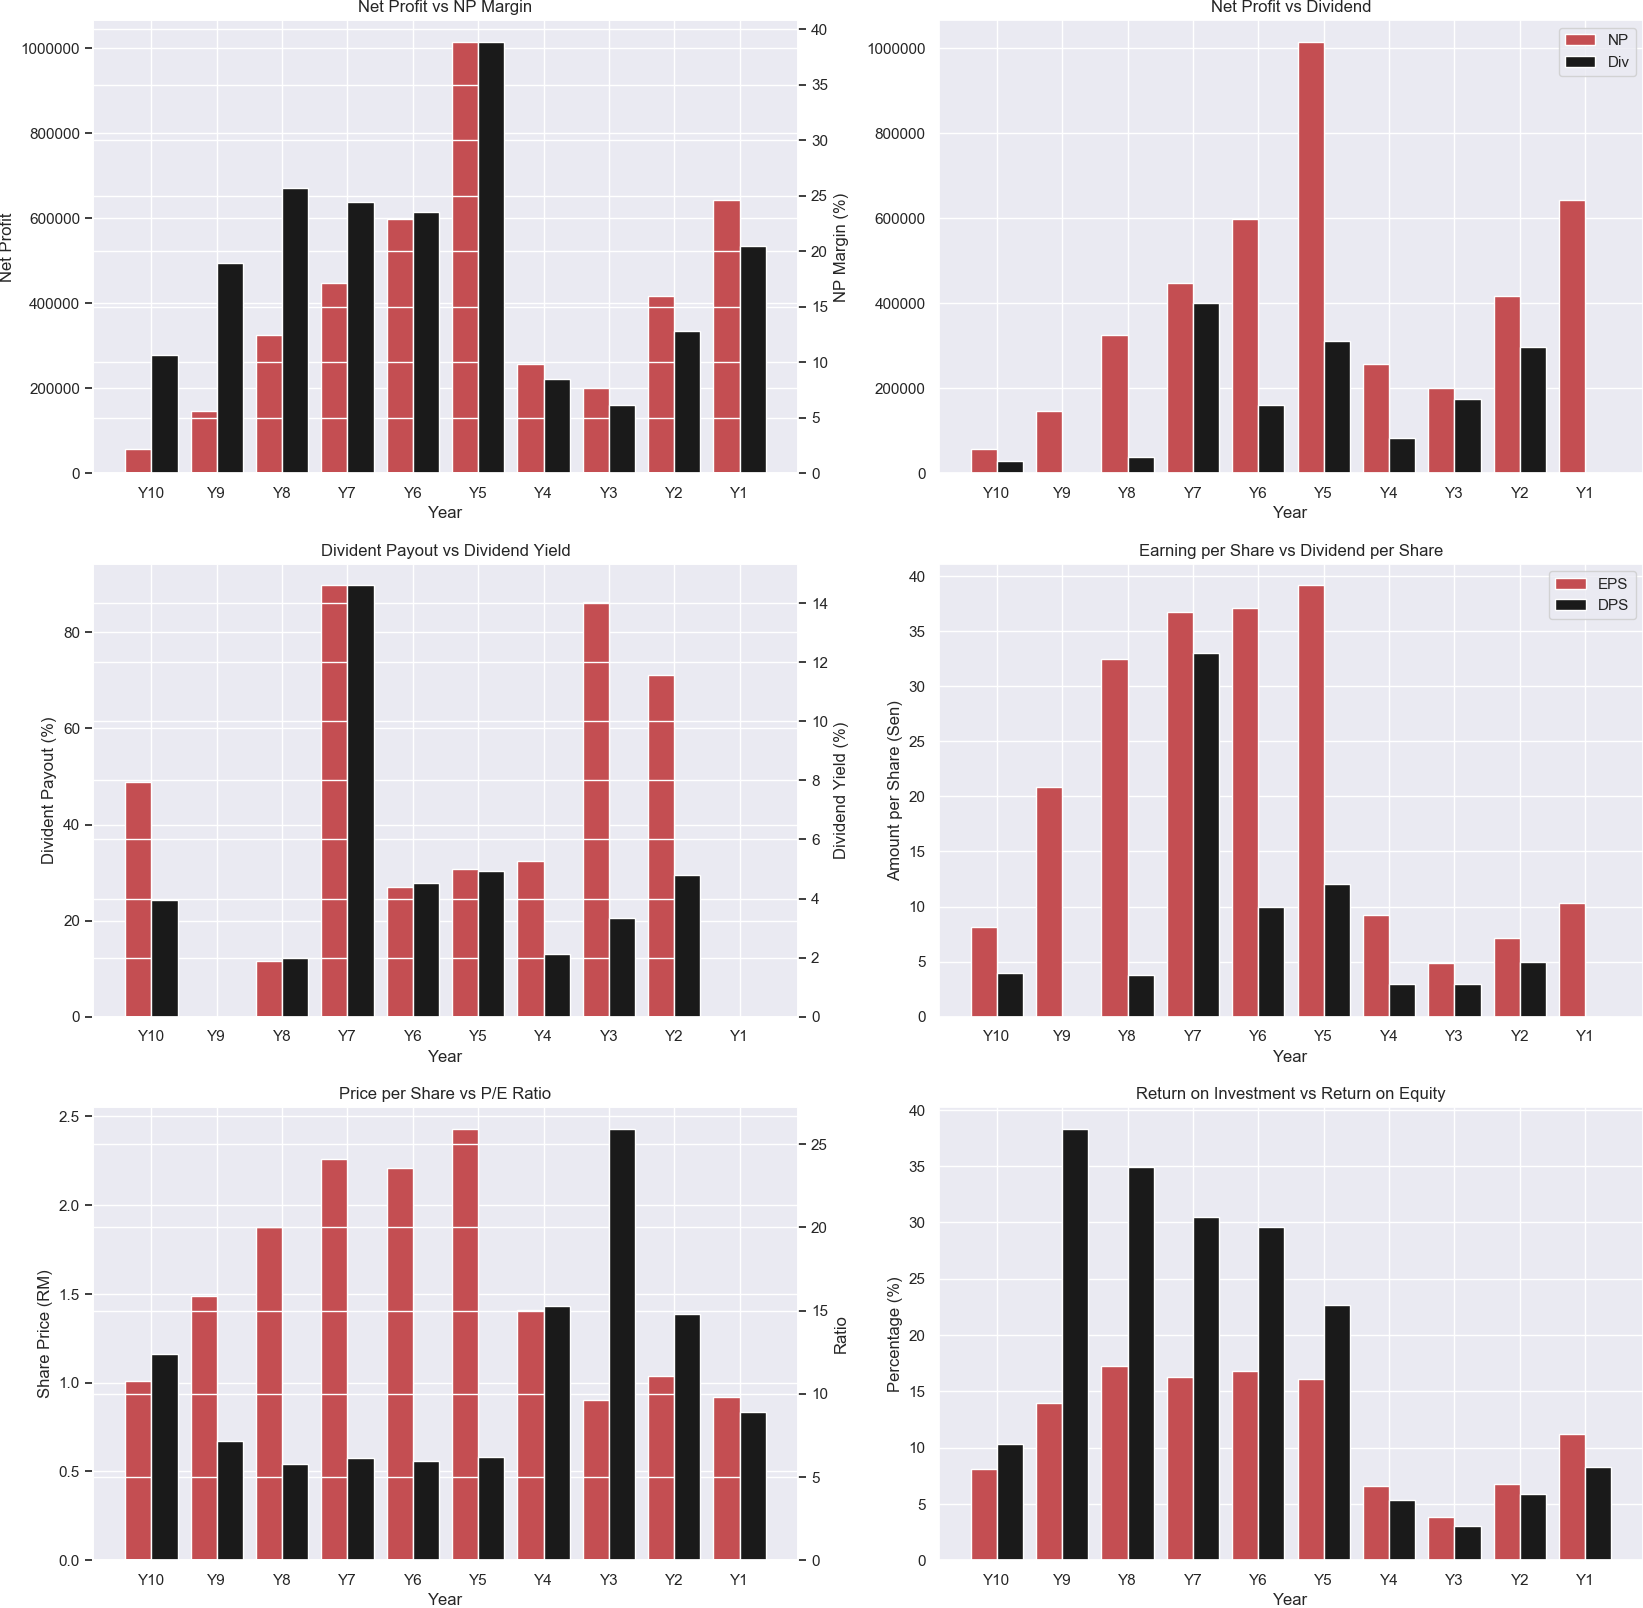 Net Profit vs NP Margin
Net Profit
1000000
800000
600000
400000
200000
0
40
35
30
25
20
15
10
5
0
NP Margin (%)
Y10 Y9 Y8 Y7 Y6 Y5 Y4 Y3 Y2 Y1
Year
Net Profit vs Dividend
1000000
800000
600000
400000
200000
0
NP
Div
Y10 Y9 Y8 Y7 Y6 Y5 Y4 Y3 Y2 Y1
Year
Divident Payout vs Dividend Yield
Divident Payout (%)
80
60
40
20
0
14
12
10
8
6
4
2
0
Dividend Yield (%)
Y10 Y9 Y8 Y7 Y6 Y5 Y4 Y3 Y2 Y1
Year
Earning per Share vs Dividend per Share
Amount per Share (Sen)
40
35
30
25
20
15
10
5
0
EPS
DPS
Y10 Y9 Y8 Y7 Y6 Y5 Y4 Y3 Y2 Y1
Year
Price per Share vs P/E Ratio
Share Price (RM)
2.5
2.0
1.5
1.0
0.5
0.0
25
20
15
10
5
0
Ratio
Y10 Y9 Y8 Y7 Y6 Y5 Y4 Y3 Y2 Y1
Year
Return on Investment vs Return on Equity
Percentage (%)
40
35
30
25
20
15
10
5
0
Y10 Y9 Y8 Y7 Y6 Y5 Y4 Y3 Y2 Y1
Year